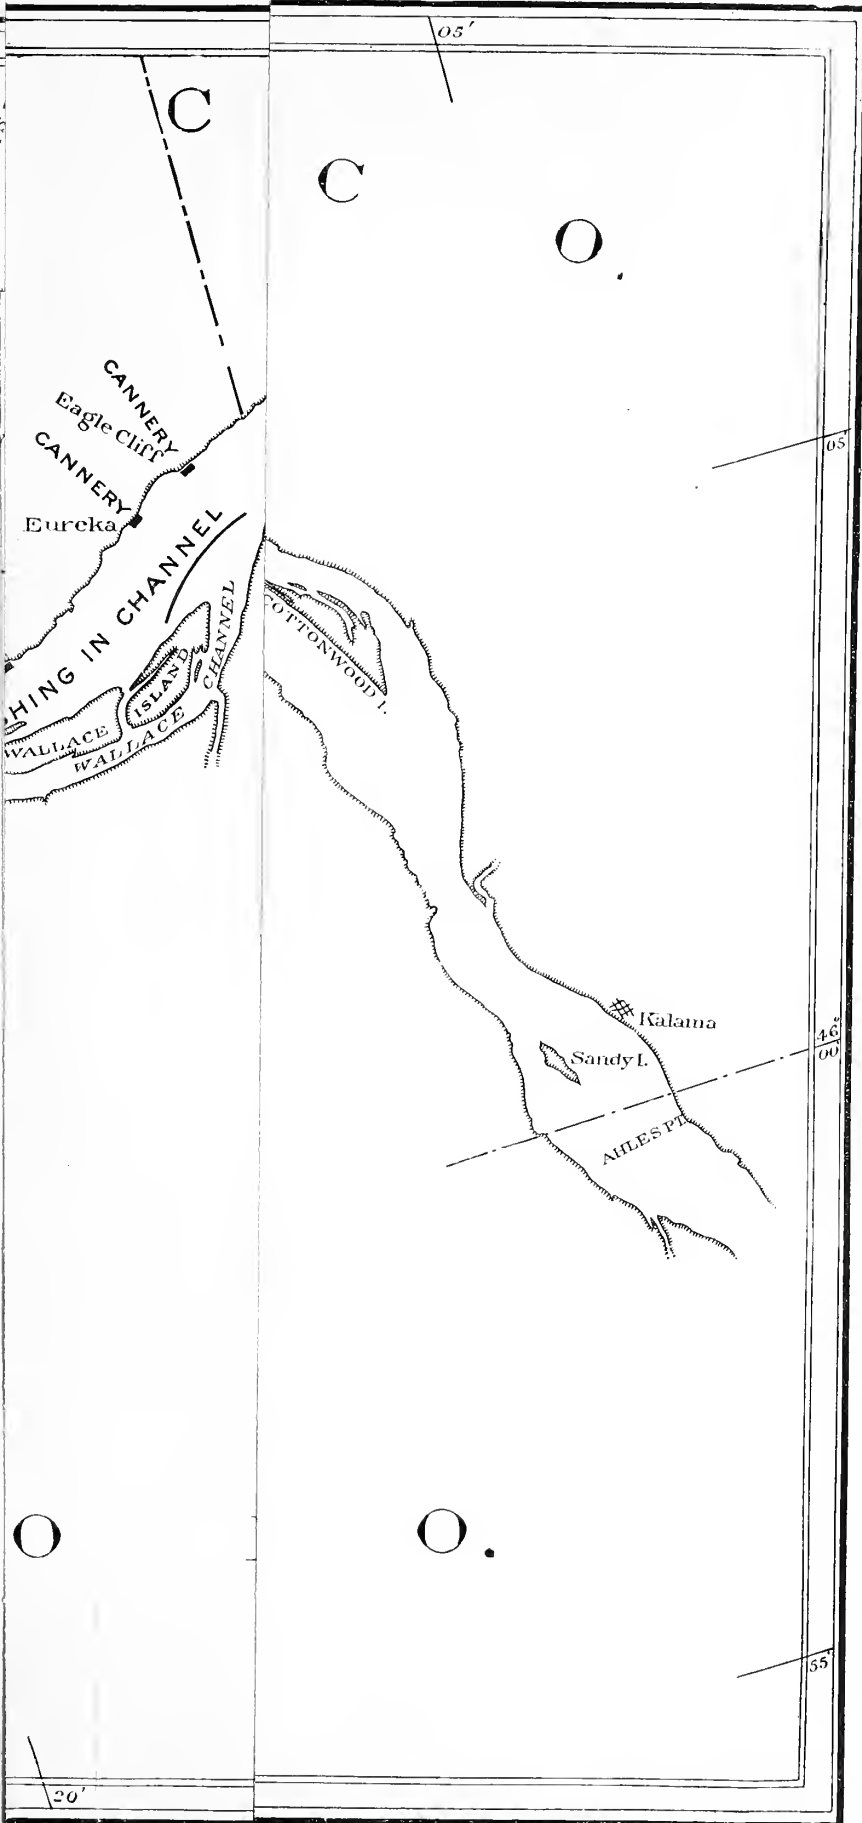 05'
C
C
O.
CANNERY
Eagle Cliff
CANNERY
Eureka
05'
SHING IN CHANNEL
CHANNEL
COTTONWOOD I.
ISLAND
WALLACE
WALLACE
Kalama
46°
00'
Sandy I.
AHLES PT.
O
O.
55'
20'